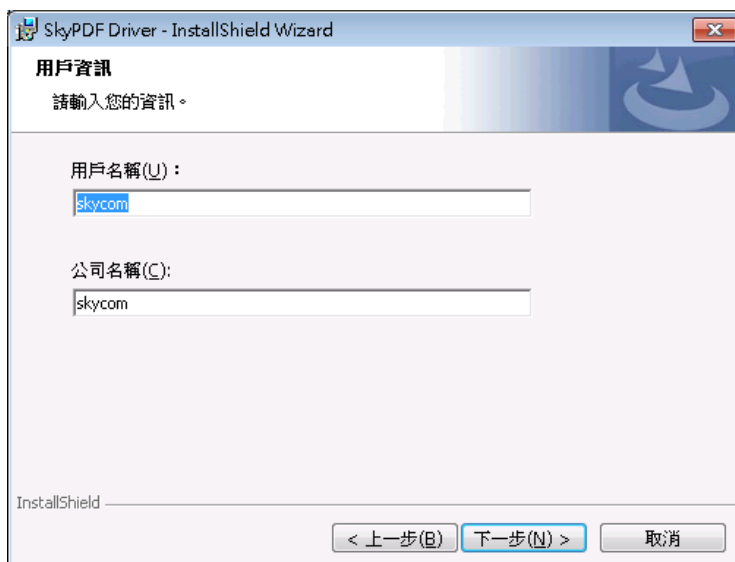 SkyPDF Driver - InstallShield Wizard
用戶資訊
請輸入您的資訊。
用戶名稱(U)：
skycom
公司名稱(C):
skycom
InstallShield
< 上一步(B)
下一步(N) >
取消